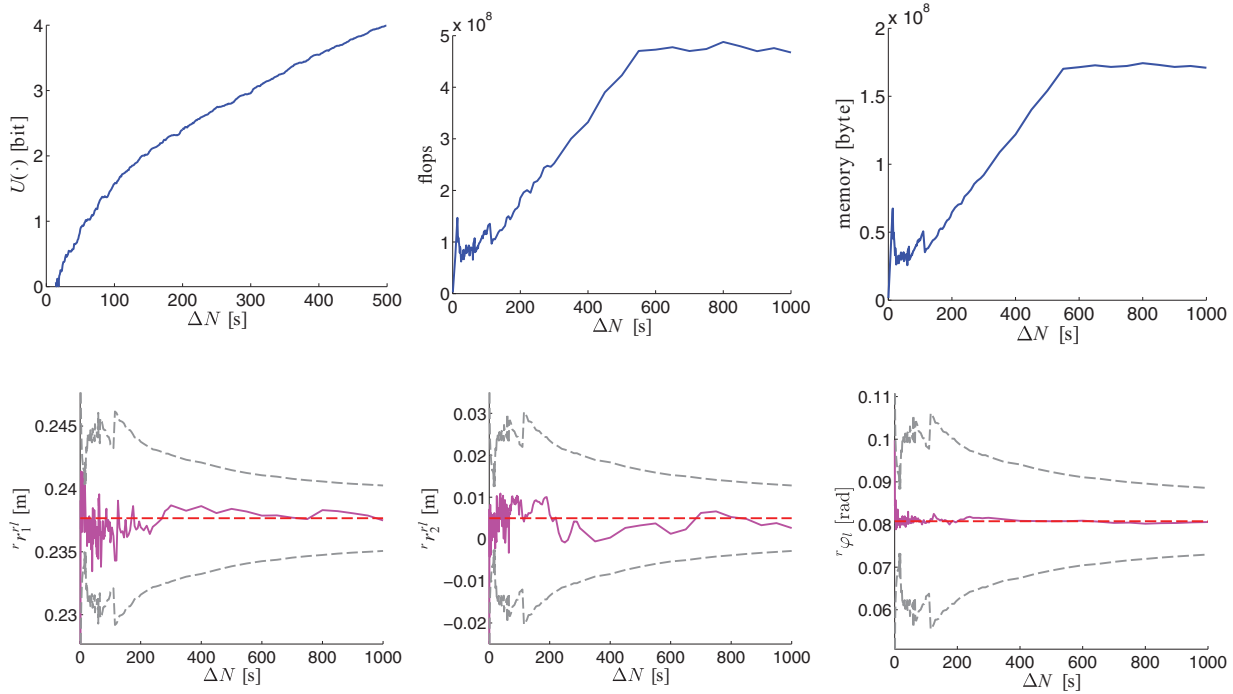 U(·) [bit]
4
3
2
1
0
0 100 200 300 400 500
ΔN [s]
x 10^8
flops
5
4
3
2
1
0
0 200 400 600 800 1000
ΔN [s]
x 10^8
memory [byte]
2
1.5
1
0.5
0
0 200 400 600 800 1000
ΔN [s]
^r r_1^{rl} [m]
0.245
0.24
0.235
0.23
0 200 400 600 800 1000
ΔN [s]
^r r_2^{rl} [m]
0.03
0.02
0.01
0
−0.01
−0.02
0 200 400 600 800 1000
ΔN [s]
^r φ_l [rad]
0.11
0.1
0.09
0.08
0.07
0.06
0 200 400 600 800 1000
ΔN [s]